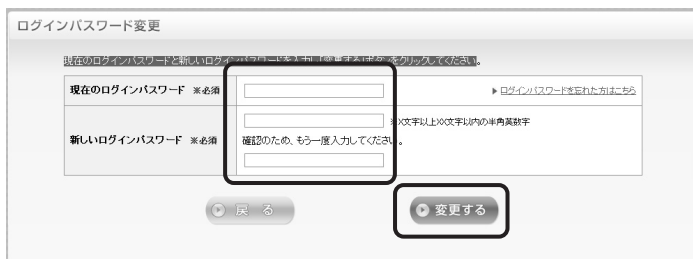 ログインパスワード変更
現在のログインパスワードと新しいログインパスワードを入力し「変更する」ボタンをクリックしてください。
現在のログインパスワード ※必須
▶ログインパスワードを忘れた方はこちら
新しいログインパスワード ※必須
※XX文字以上XX文字以内の半角英数字
確認のため、もう一度入力してください。
戻る
変更する